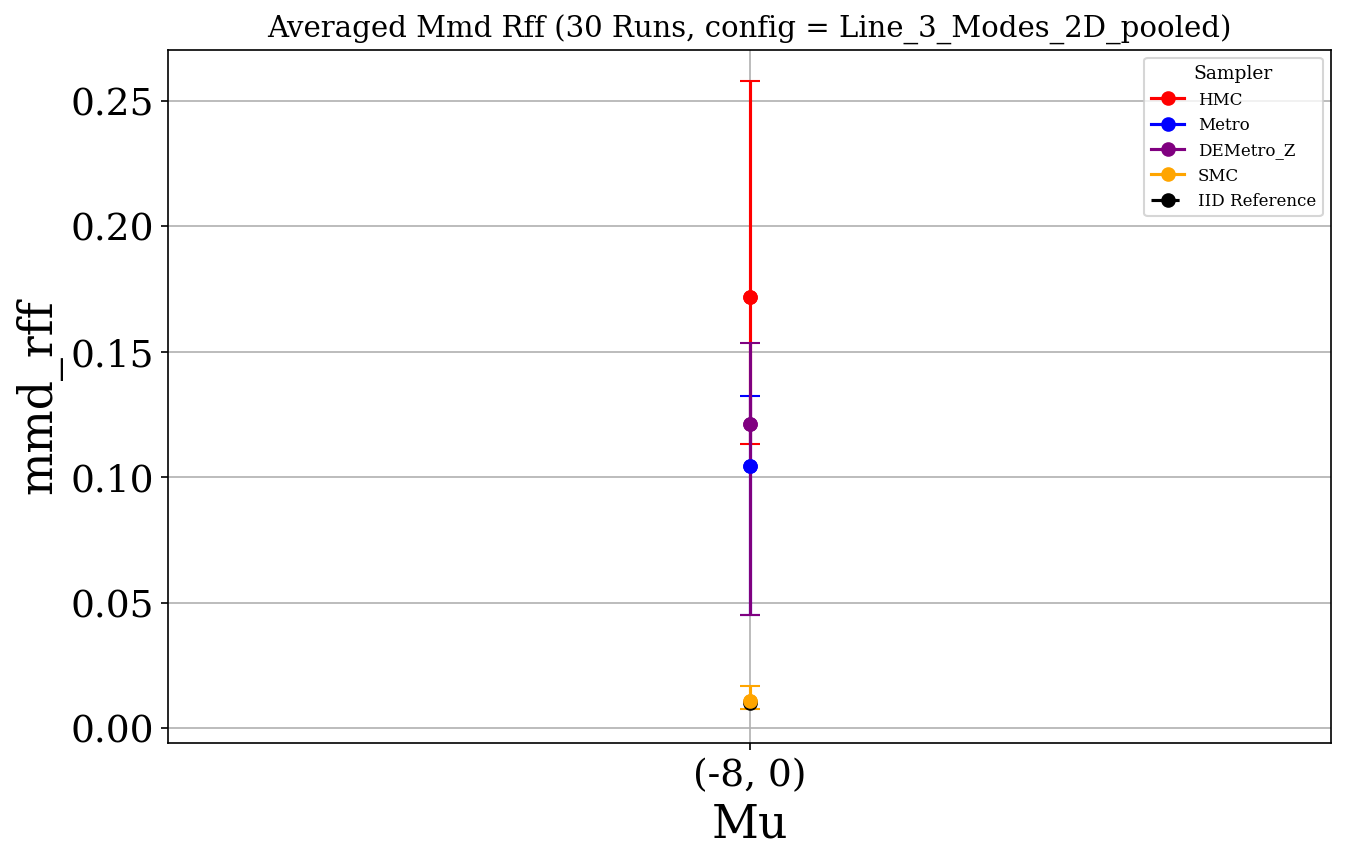 Averaged Mmd Rff (30 Runs, config = Line_3_Modes_2D_pooled)
Sampler
HMC
Metro
DEMetro_Z
SMC
IID Reference
mmd_rff
0.25
0.20
0.15
0.10
0.05
0.00
(-8, 0)
Mu